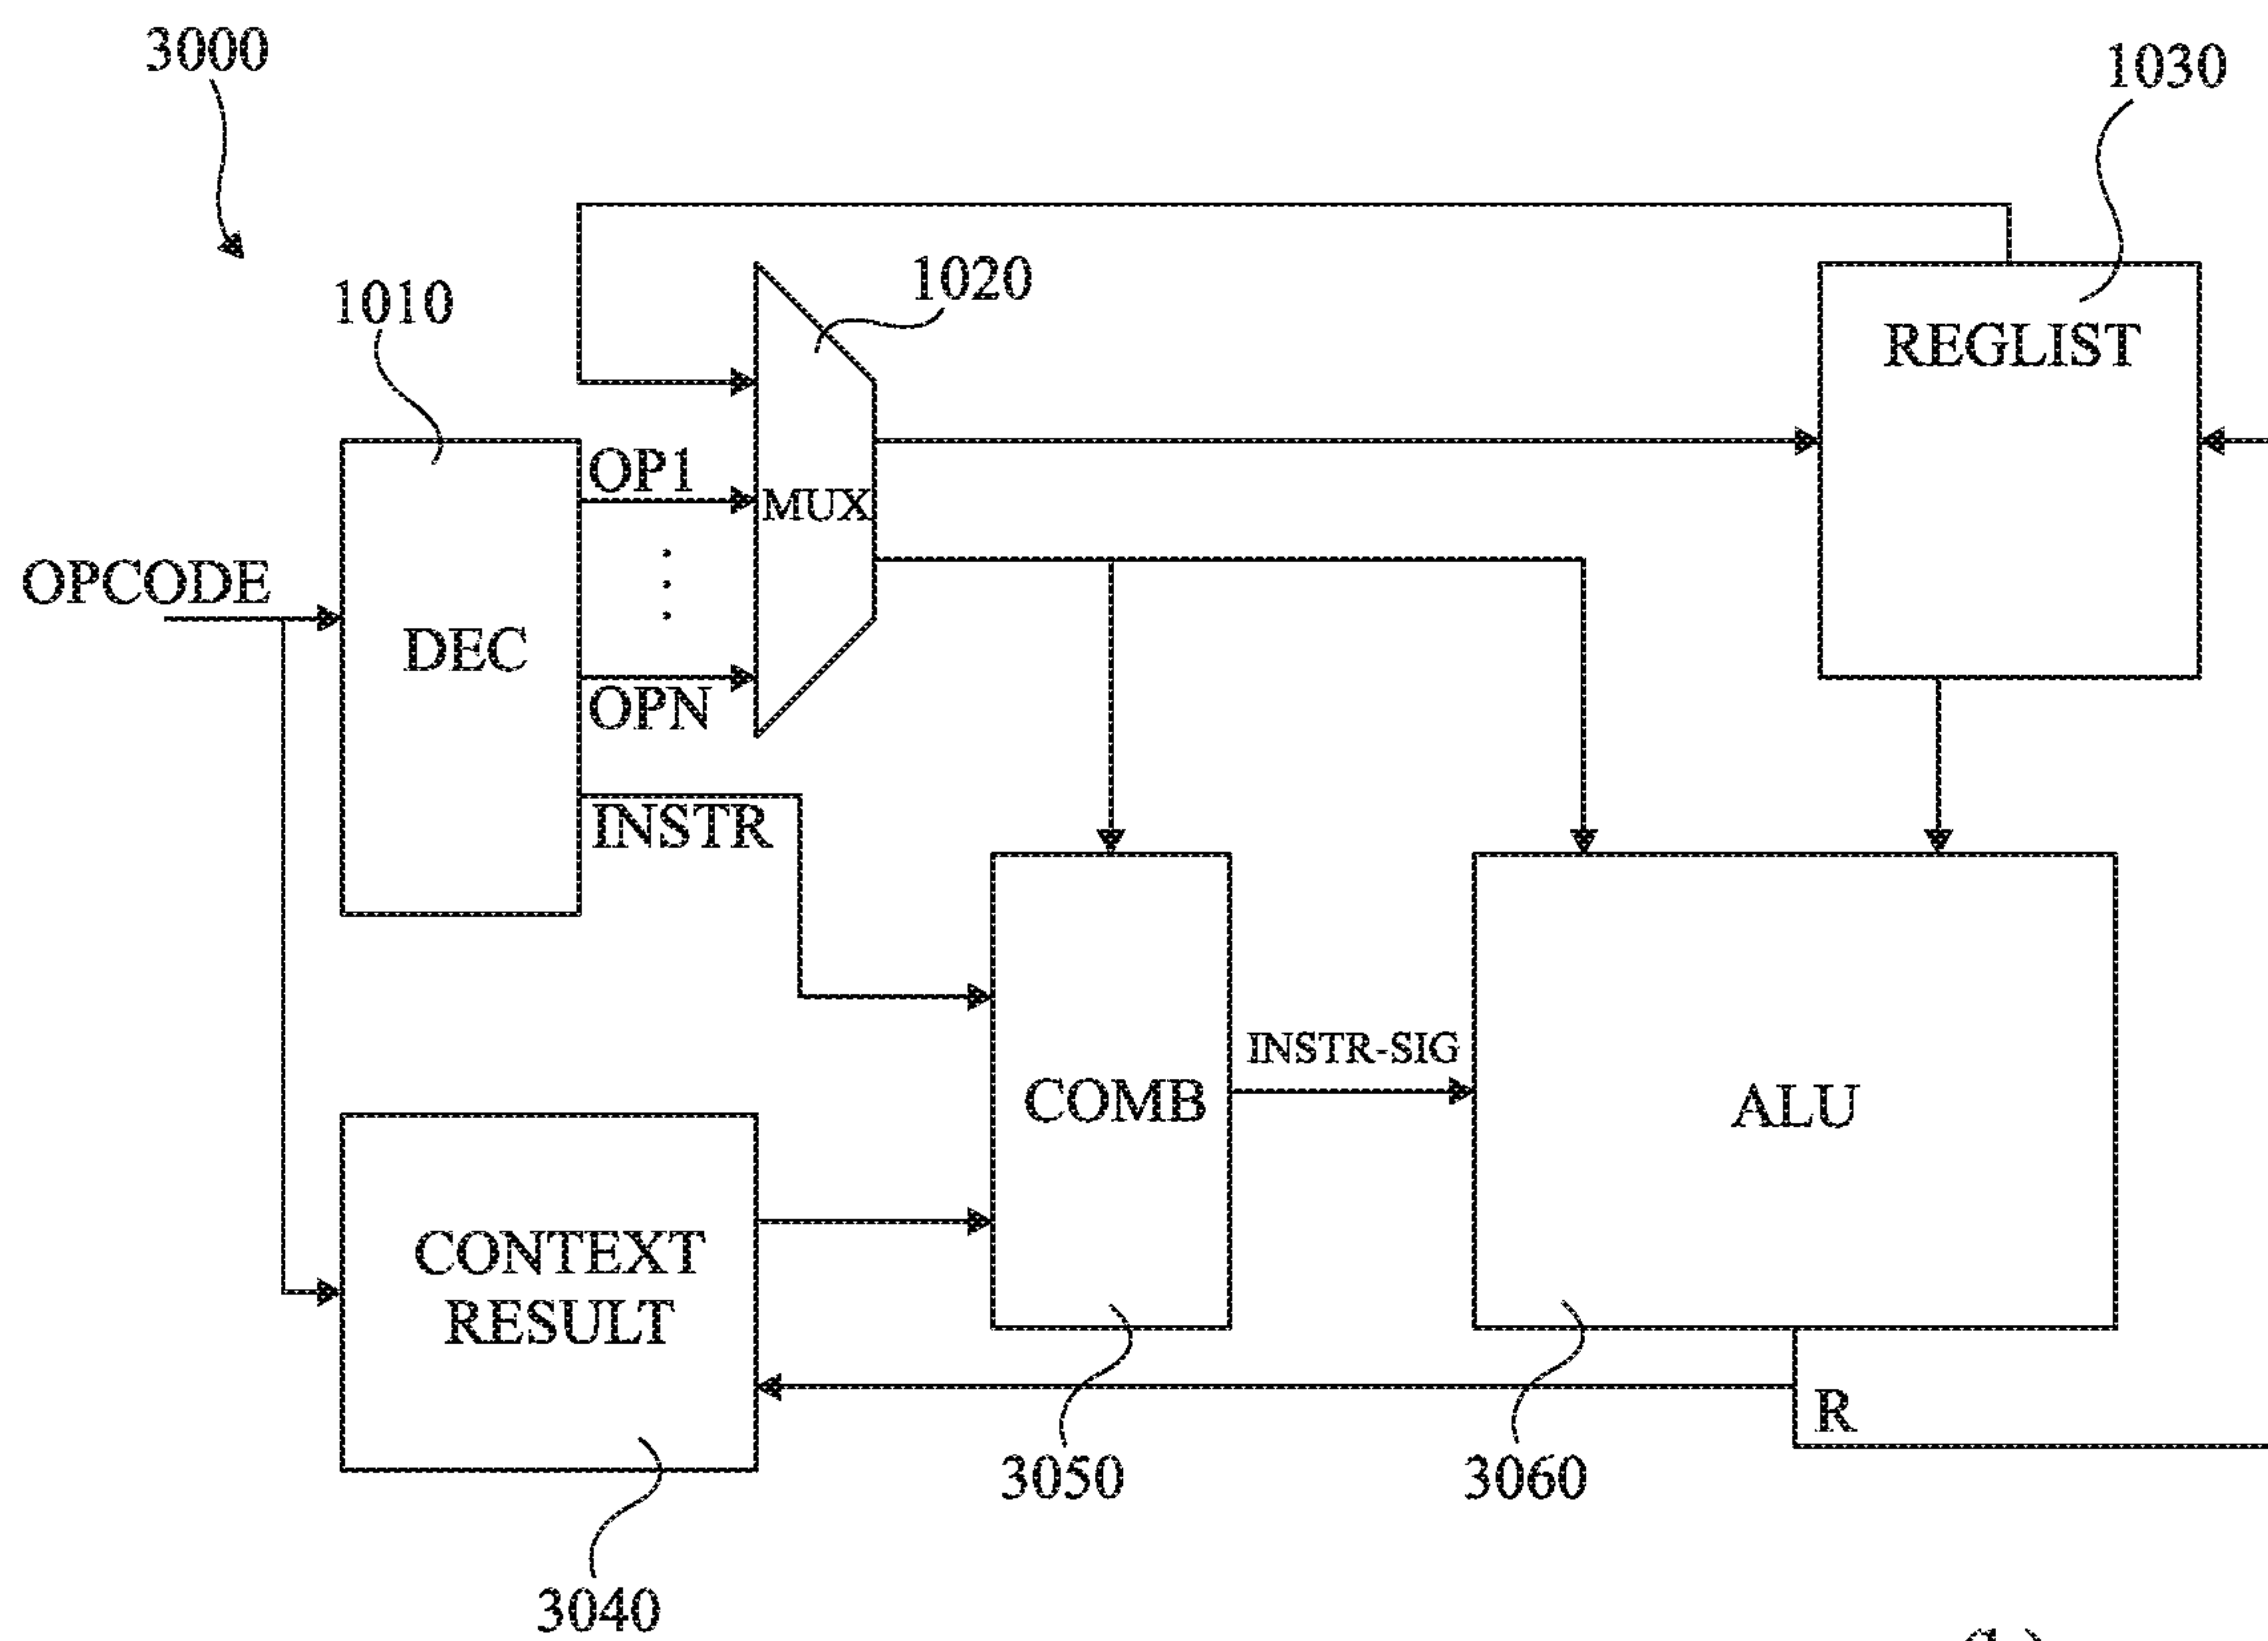 3000
1030
1020
1010
REGLIST
OP1
MUX
OPCODE
DEC
OPN
INSTR
INSTR-SIG
COMB
ALU
CONTEXT
RESULT
R
3050
3060
3040